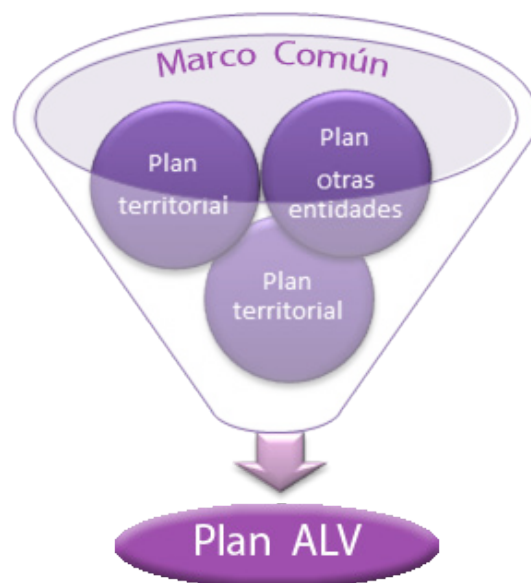 Marco Común
Plan
territorial
Plan
otras
entidades
Plan
territorial
Plan ALV